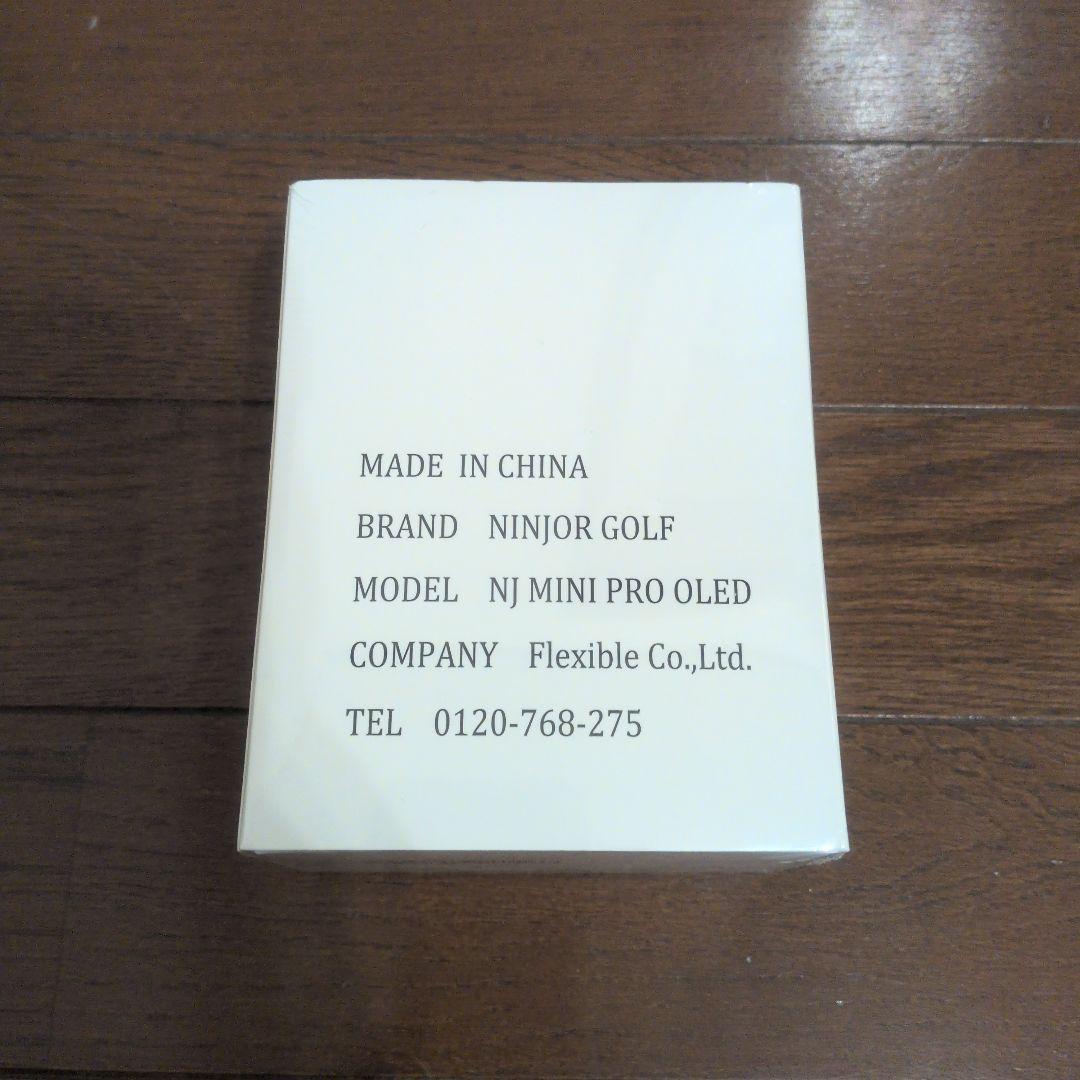 MADE IN CHINA
BRAND NINJOR GOLF
MODEL NJ MINI PRO OLED
COMPANY Flexible Co.,Ltd.
TEL 0120-768-275